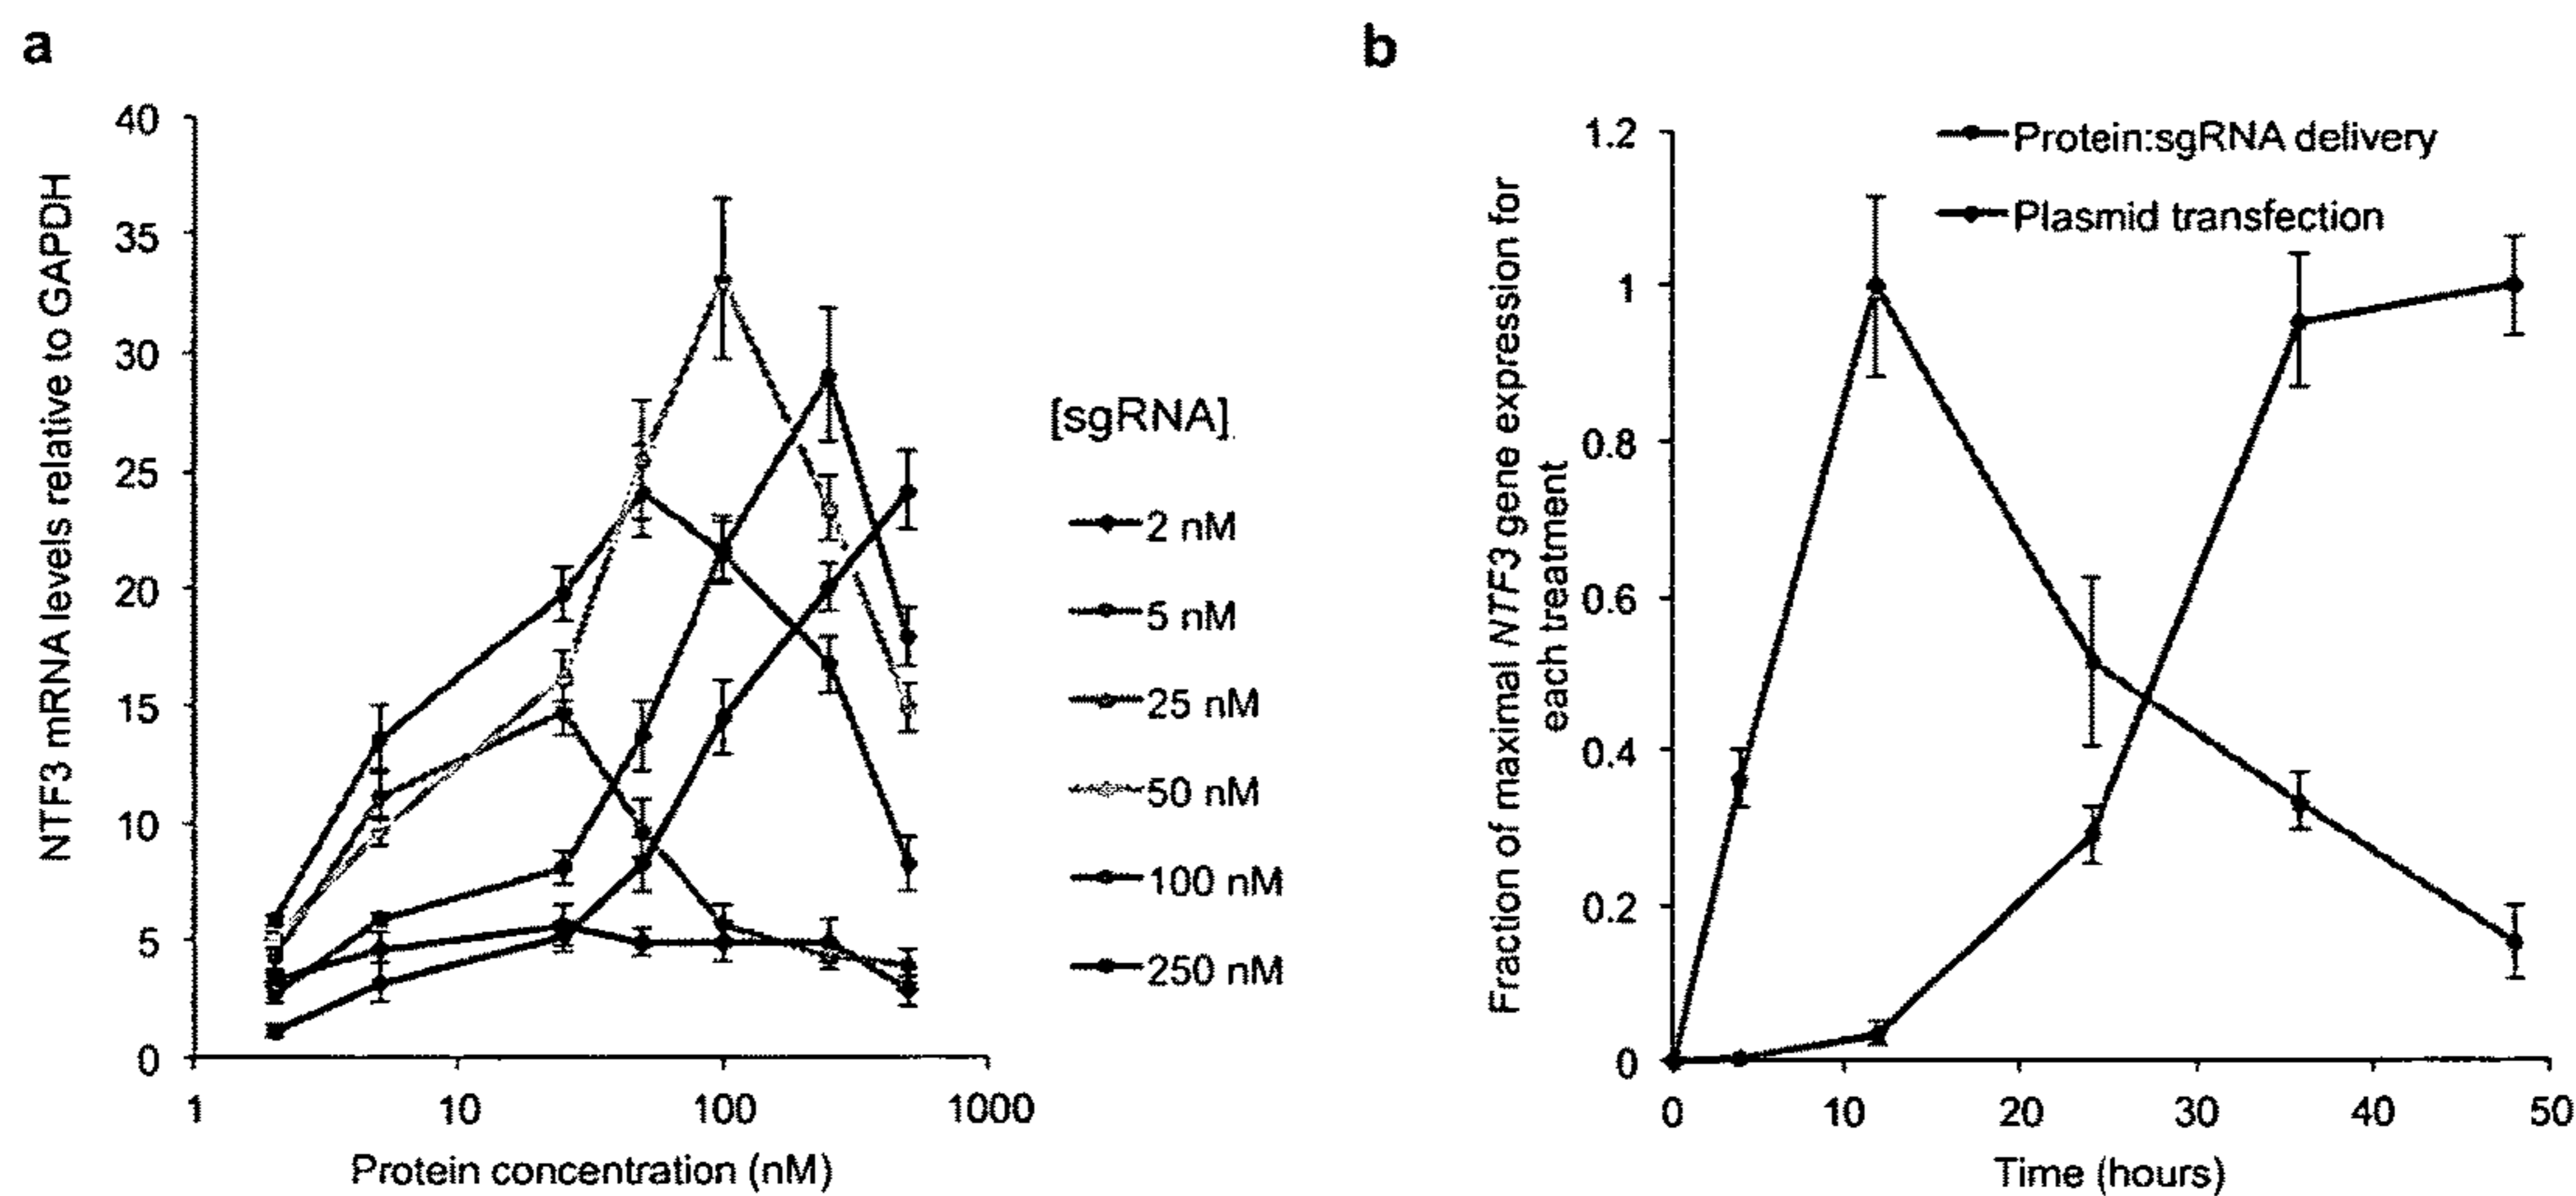 a
NTF3 mRNA levels relative to GAPDH
40
35
30
25
20
15
10
5
0
1
10
100
1000
Protein concentration (nM)
[sgRNA]
2 nM
5 nM
25 nM
50 nM
100 nM
250 nM
b
Fraction of maximal NTF3 gene expression for
each treatment
1.2
1
0.8
0.6
0.4
0.2
0
0
10
20
30
40
50
Time (hours)
Protein:sgRNA delivery
Plasmid transfection